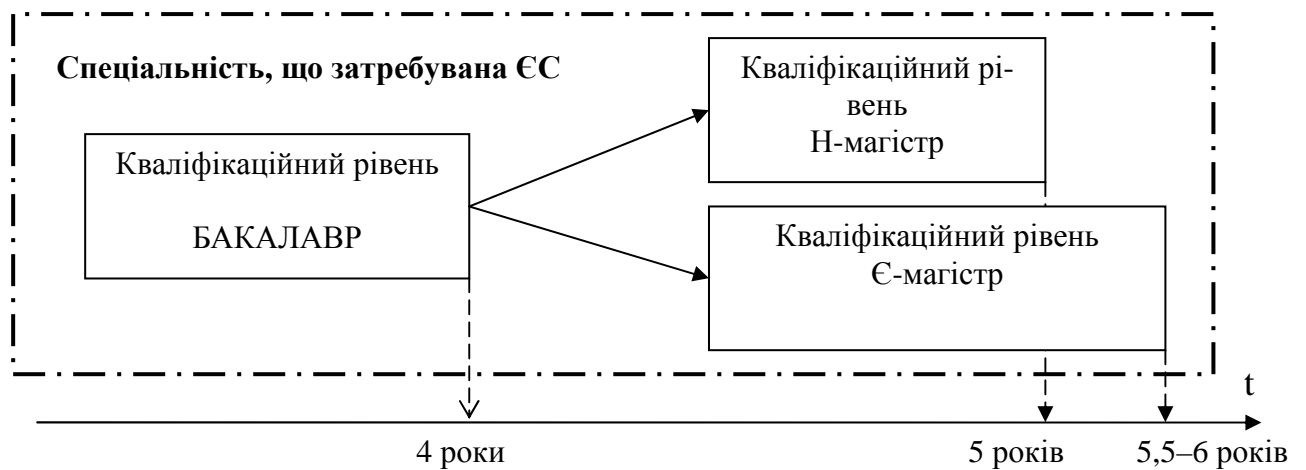 Спеціальність, що затребувана ЄС
Кваліфікаційний рівень
БАКАЛАВР
Кваліфікаційний рі-
вень
Н-магістр
Кваліфікаційний рівень
Є-магістр
t
4 роки
5 років
5,5–6 років